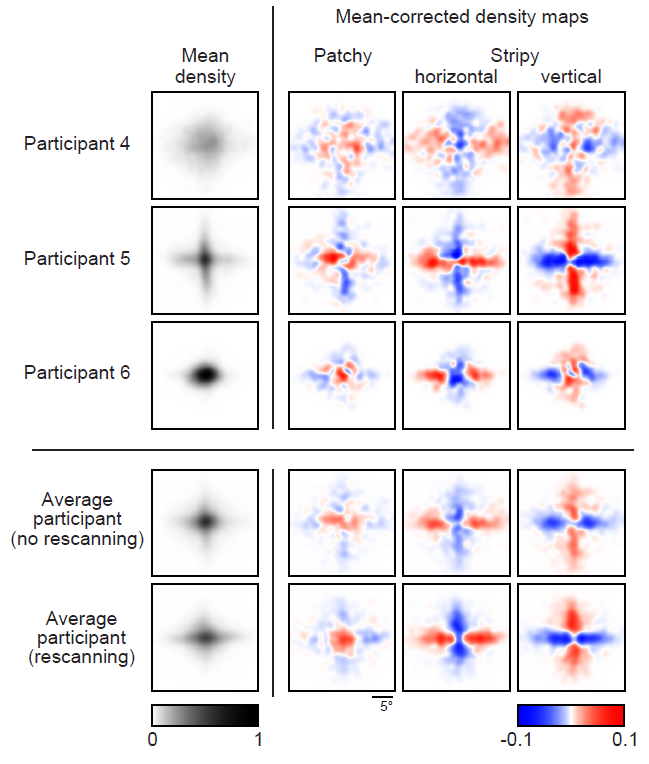 Mean-corrected density maps
Mean
density
Patchy
Stripy
horizontal
vertical
Participant 4
Participant 5
Participant 6
Average
participant
(no rescanning)
Average
participant
(rescanning)
5°
0
1
-0.1
0.1